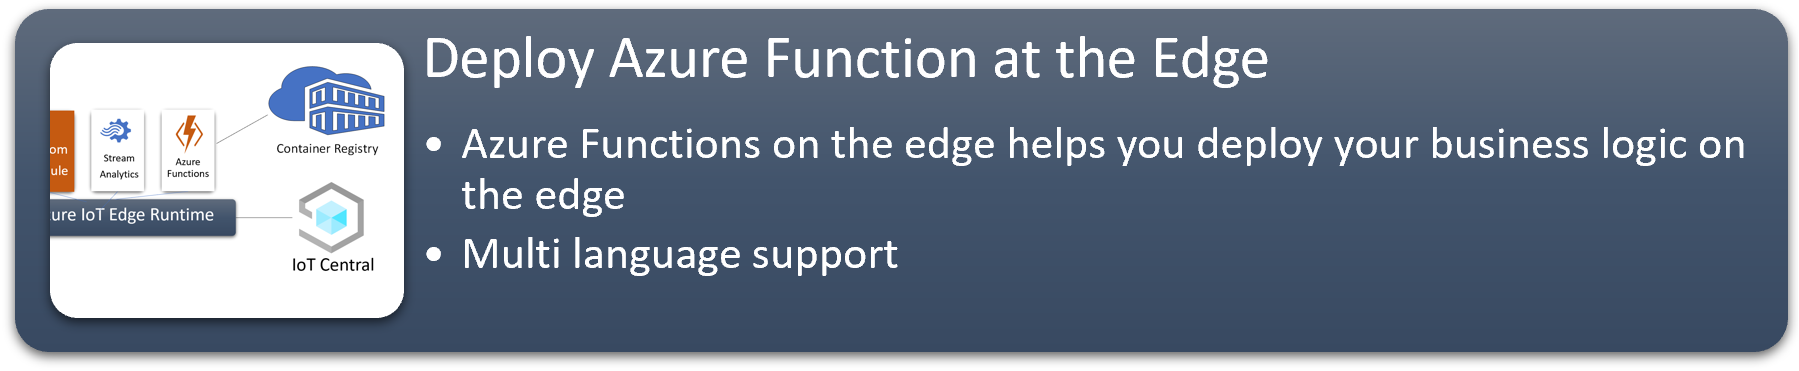 Deploy Azure Function at the Edge
• Azure Functions on the edge helps you deploy your business logic on
the edge
• Multi language support
om
ule
Stream
Analytics
Azure
Functions
Container Registry
ure IoT Edge Runtime
IoT Central